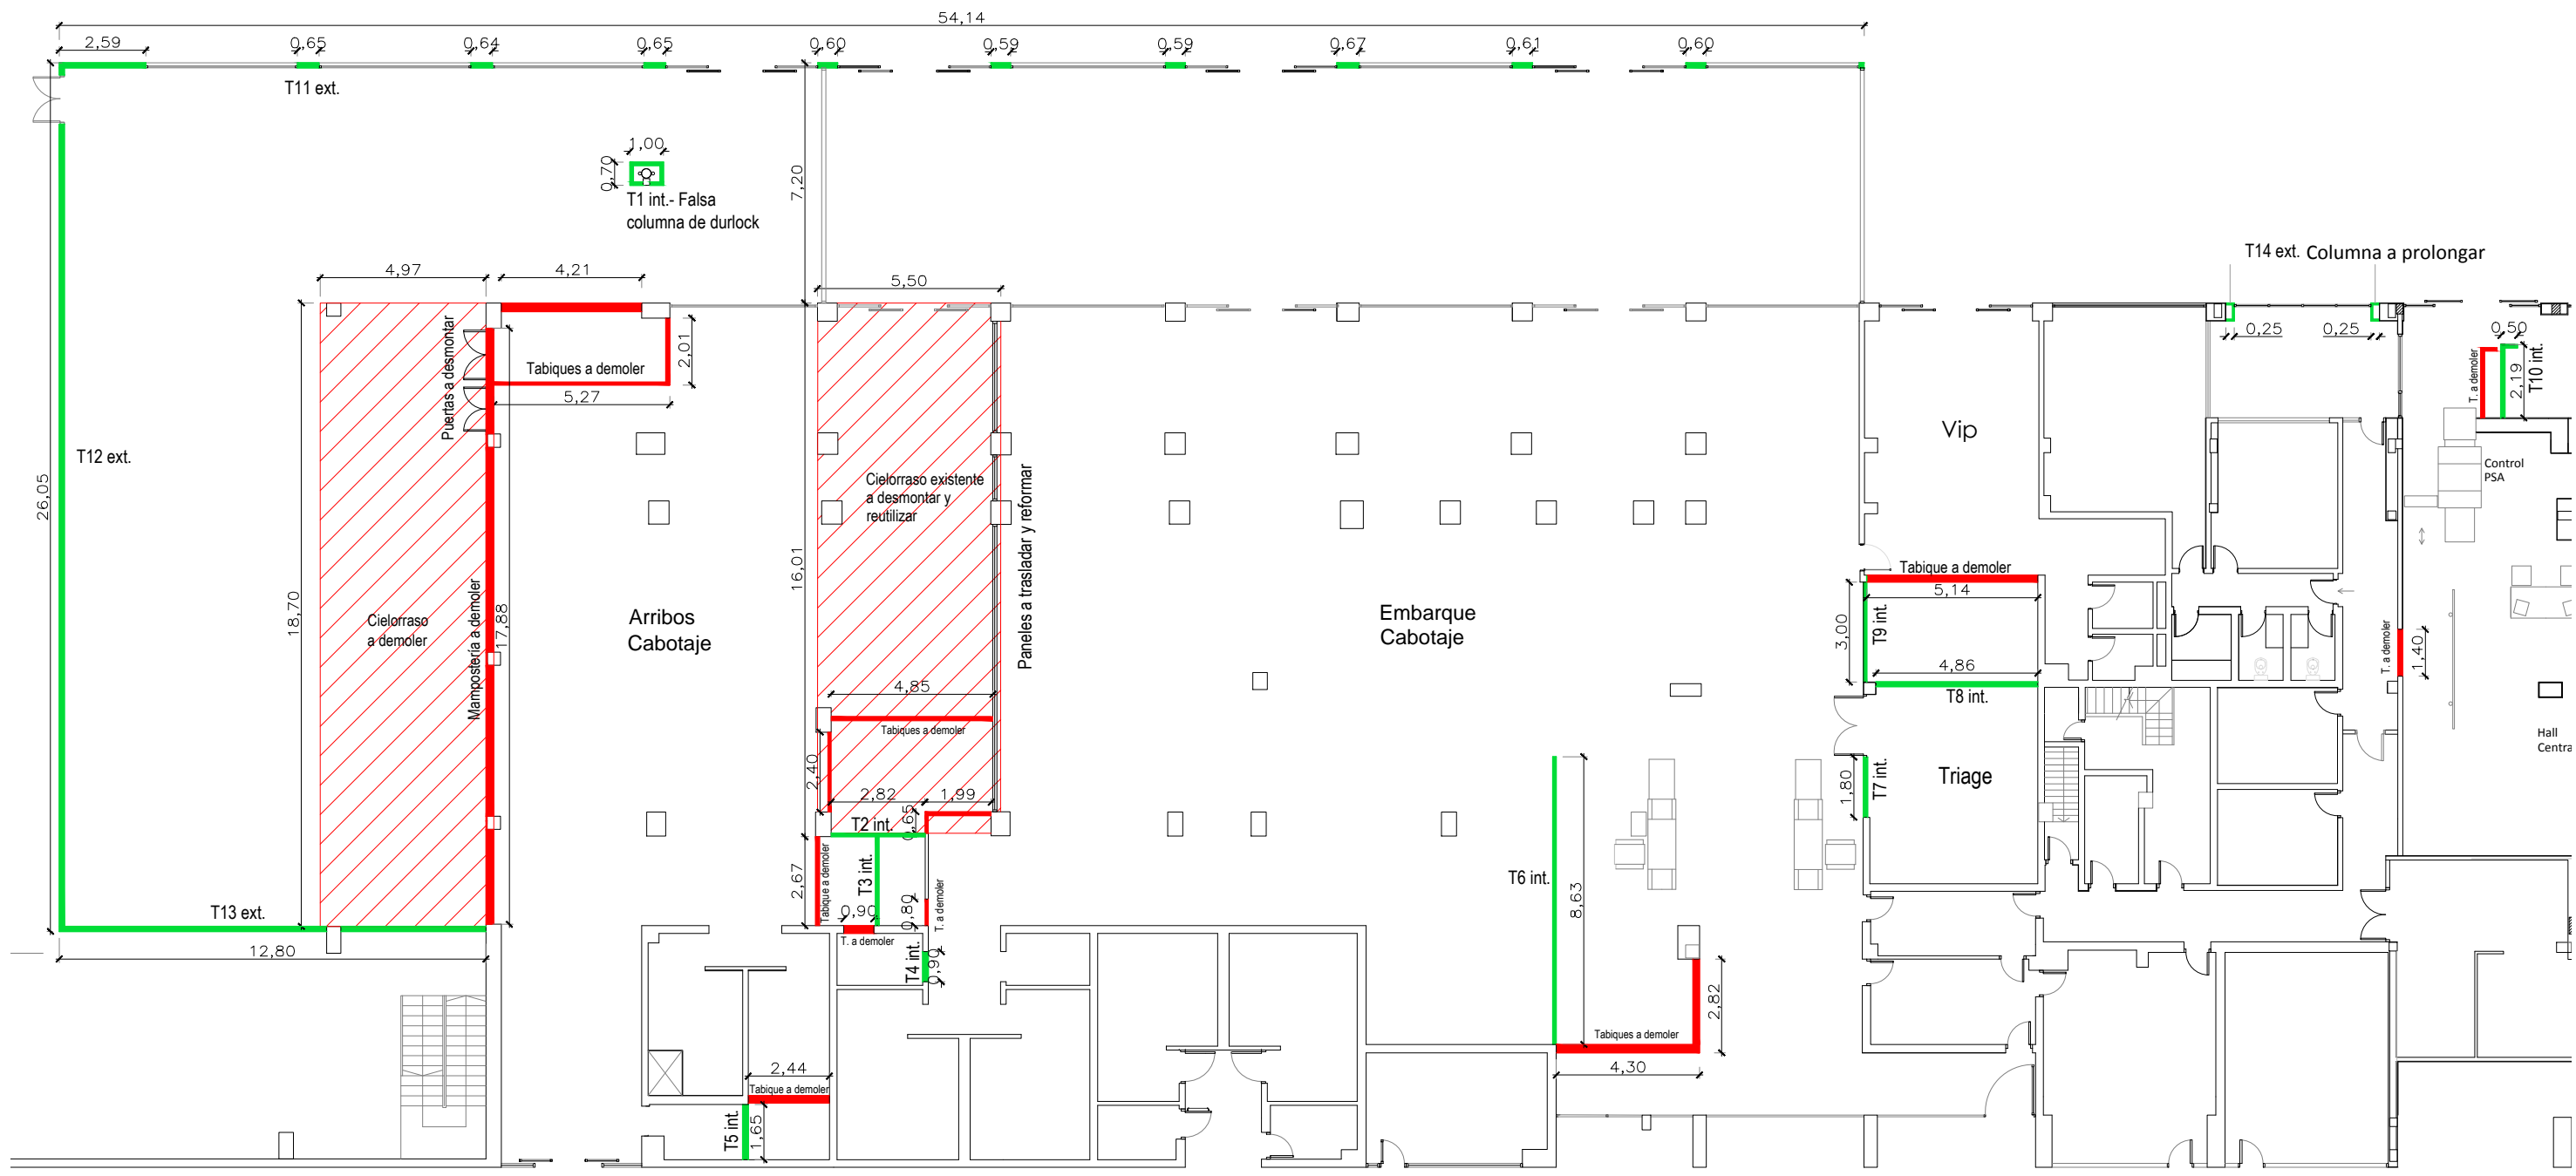 54,14
2,59
0,65
0,64
0,65
0,60
0,59
0,59
0,67
0,61
0,60
T11 ext.
1,00
0,70
T1 int.- Falsa
columna de durlock
7,20
T14 ext.
Columna a prolongar
4,97
4,21
5,50
0,25
0,25
0,50
Puertas a desmontar
2,01
Tabiques a demoler
5,27
T. a demoler
2,19
T10 int.
T12 ext.
26,05
Vip
Control
PSA
Cielorraso existente
a desmontar y
reutilizar
Paneles a trasladar y reformar
16,01
18,70
Cielorraso
a demoler
Mampostería a demoler
17,88
Arribos
Cabotaje
Embarque
Cabotaje
Tabique a demoler
5,14
3,00
T9 int.
4,86
T8 int.
T. a demoler
1,40
4,85
Tabiques a demoler
2,40
2,82
1,99
0,65
T2 int.
Hall
Centra
Triage
1,80
T7 int.
2,67
Tabique a demoler
T3 int.
0,90
0,80
T. a demoler
T6 int.
8,63
T13 ext.
12,80
T. a demoler
T4 int.
0,90
2,82
Tabiques a demoler
4,30
2,44
Tabique a demoler
T5 int.
1,65